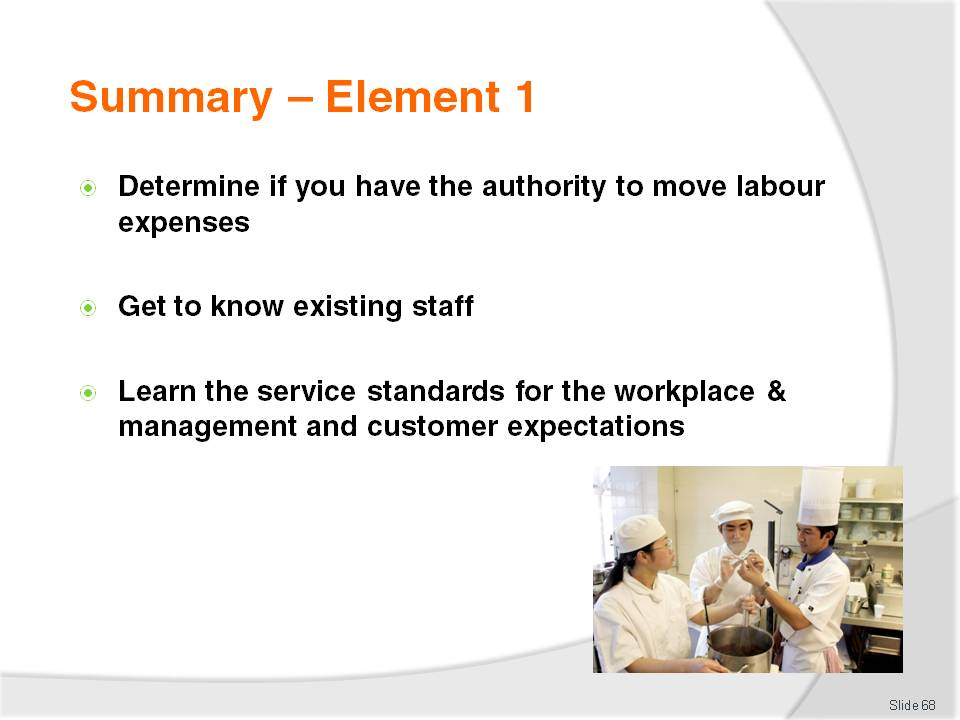 Summary – Element 1
Determine if you have the authority to move labour
expenses
Get to know existing staff
Learn the service standards for the workplace &
management and customer expectations
Slide 68